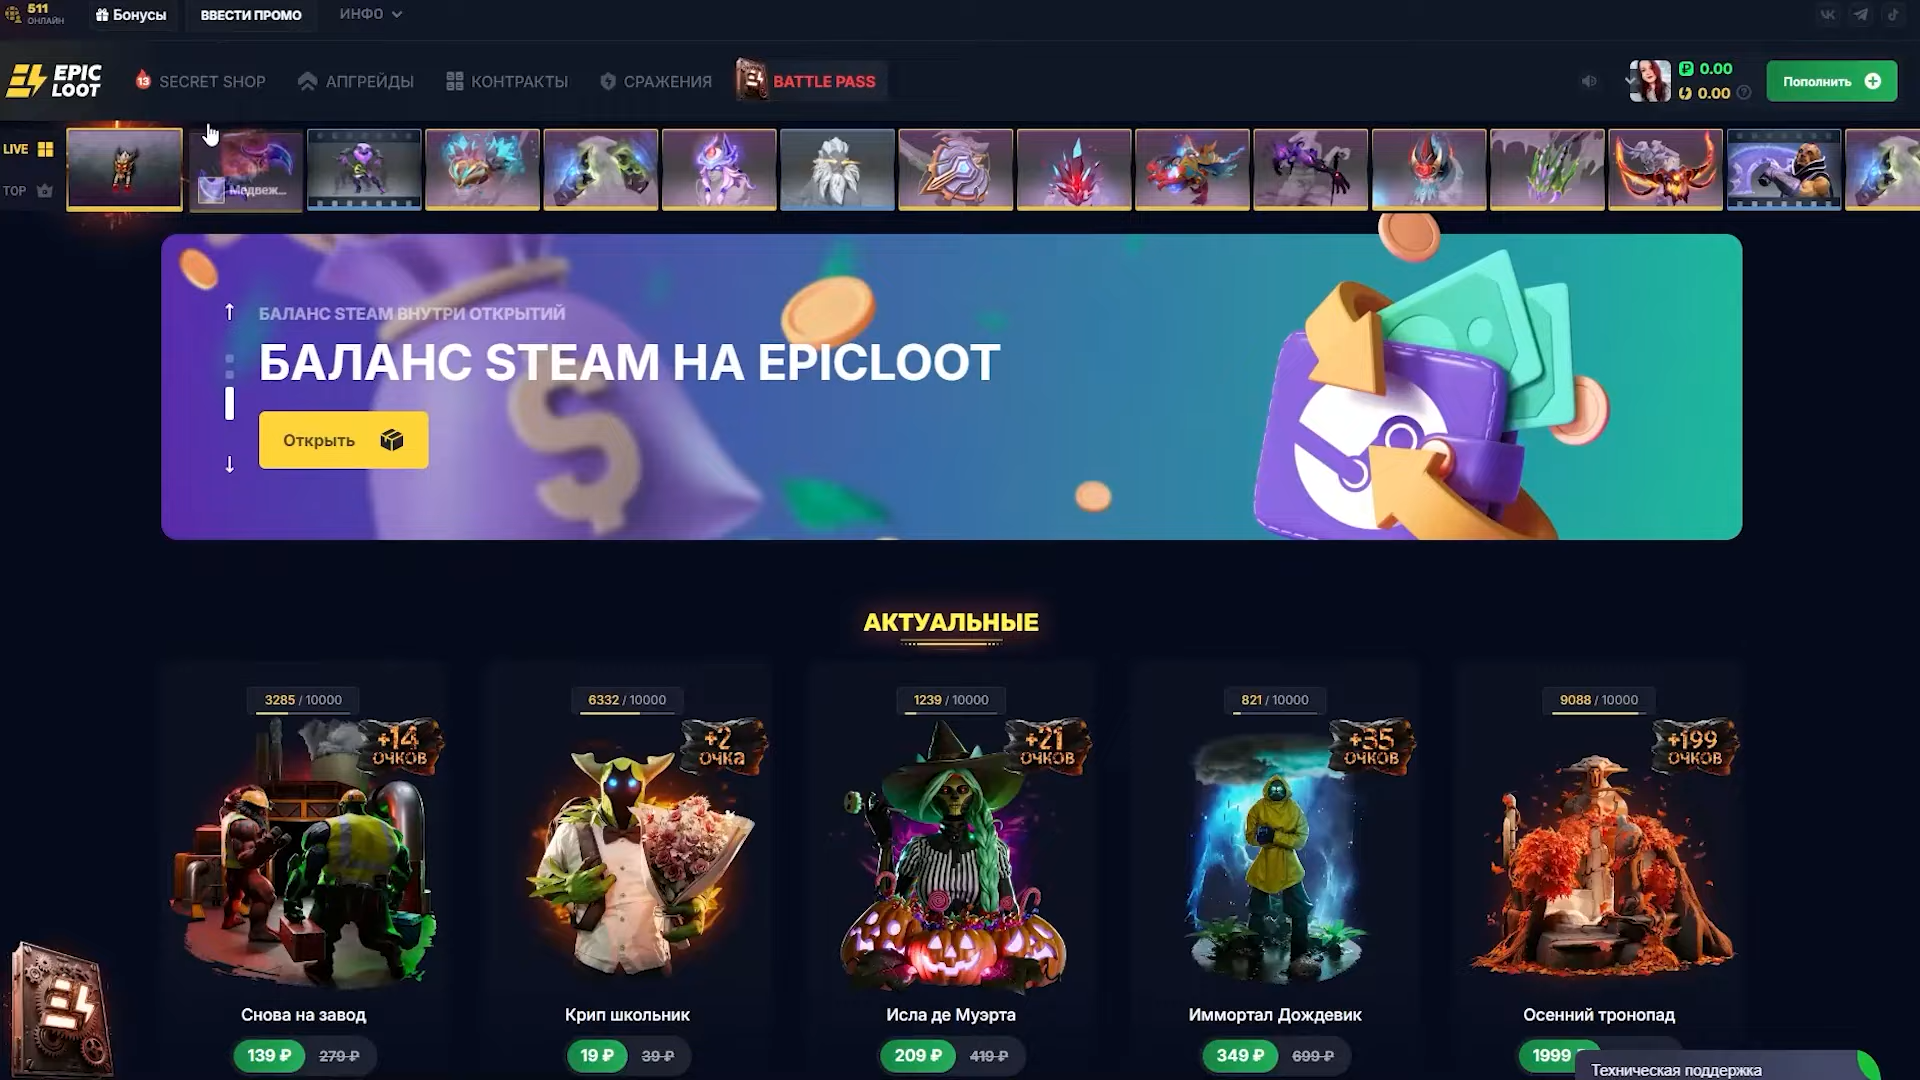 511
ОНЛАЙН
Бонусы
ВВЕСТИ ПРОМО
ИНФО
EPIC
LOOT
13
SECRET SHOP
АПГРЕЙДЫ
КОНТРАКТЫ
СРАЖЕНИЯ
BATTLE PASS
0.00
0.00
Пополнить
LIVE
TOP
Медвеж...
БАЛАНС STEAM ВНУТРИ ОТКРЫТИЙ
БАЛАНС STEAM НА EPICLOOT
Открыть
АКТУАЛЬНЫЕ
3285 / 10000
6332 / 10000
1239 / 10000
821 / 10000
9088 / 10000
+14 ОЧКОВ
+2 ОЧКА
+21 ОЧКОВ
+35 ОЧКОВ
+199 ОЧКОВ
Снова на завод
Крип школьник
Исла де Муэрта
Иммортал Дождевик
Осенний тронопад
139 ₽ 279 ₽
19 ₽ 39 ₽
209 ₽ 419 ₽
349 ₽ 699 ₽
1999
Техническая поддержка